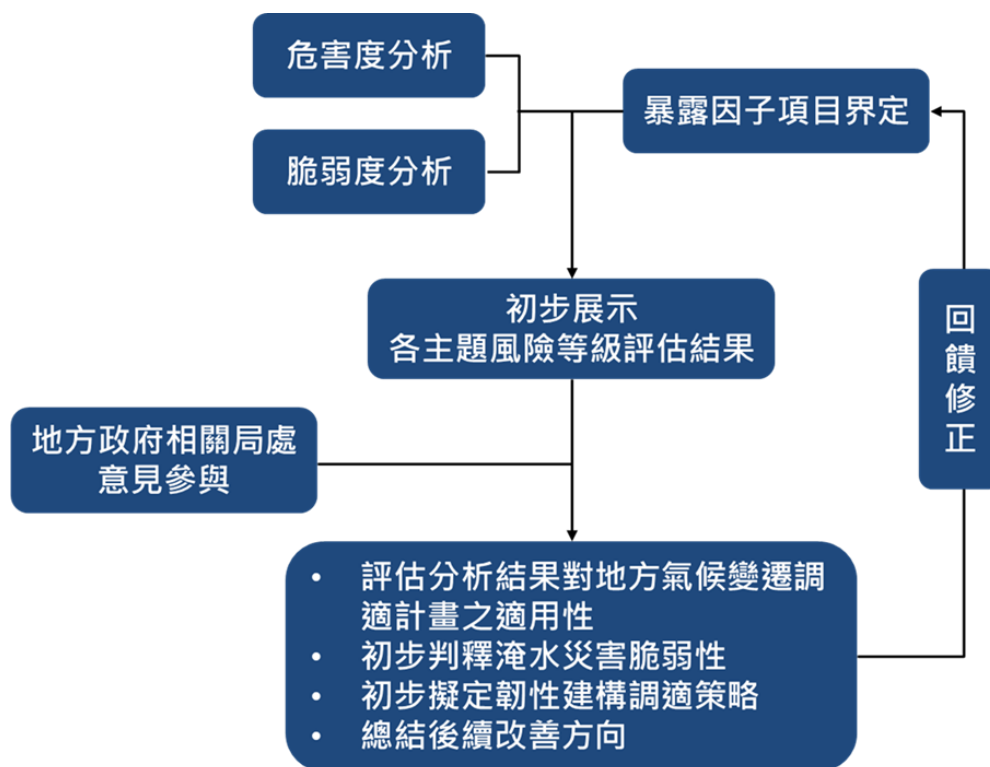 危害度分析
暴露因子項目界定
脆弱度分析
初步展示
各主題風險等級評估結果
回饋修正
地方政府相關局處
意見參與
• 評估分析結果對地方氣候變遷調
適計畫之適用性
• 初步判釋淹水災害脆弱性
• 初步擬定韌性建構調適策略
• 總結後續改善方向